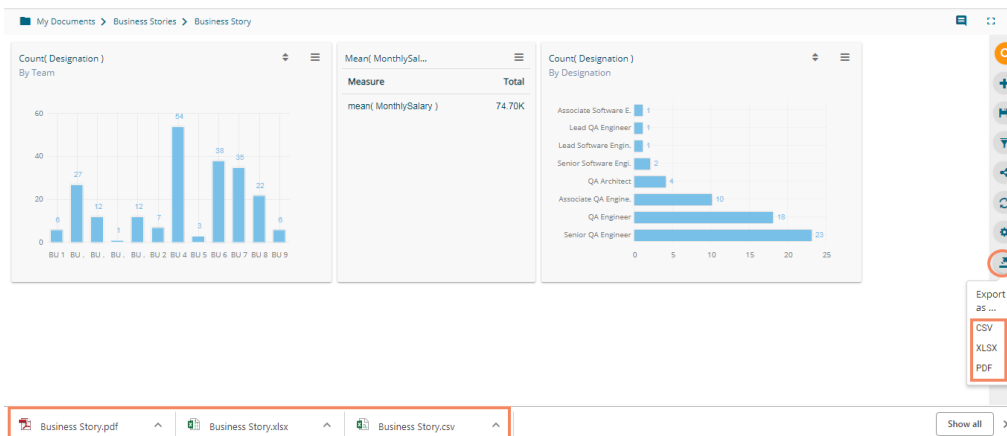 My Documents > Business Stories > Business Story
Count( Designation )
By Team
60
40
20
0
6
27
12
1
12
7
54
3
38
35
22
6
BU 1 BU . BU . BU . BU . BU 2 BU 4 BU 5 BU 6 BU 7 BU 8 BU 9
Mean( MonthlySal...
Measure Total
mean( MonthlySalary ) 74.70K
Count( Designation )
By Designation
Associate Software E. 1
Lead QA Engineer 1
Lead Software Engin. 1
Senior Software Engi. 2
QA Architect 4
Associate QA Engine. 10
QA Engineer 18
Senior QA Engineer 23
0 5 10 15 20 25
Export
as ...
CSV
XLSX
PDF
Business Story.pdf
Business Story.xlsx
Business Story.csv
Show all